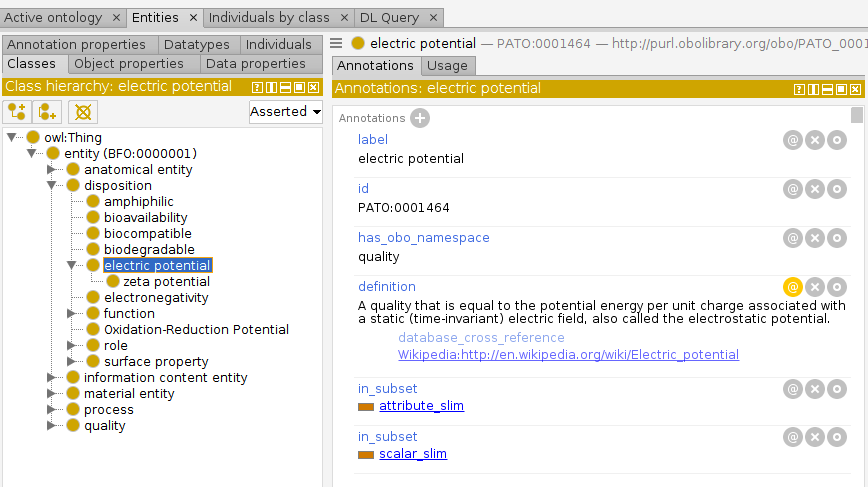 Active ontology × Entities × Individuals by class × DL Query ×
Annotation properties Datatypes Individuals
Classes Object properties Data properties
Class hierarchy: electric potential
Asserted
owl:Thing
entity (BFO:0000001)
anatomical entity
disposition
amphiphilic
bioavailability
biocompatible
biodegradable
electric potential
zeta potential
electronegativity
function
Oxidation-Reduction Potential
role
surface property
information content entity
material entity
process
quality
electric potential — PATO:0001464 — http://purl.obolibrary.org/obo/PATO_0001
Annotations Usage
Annotations: electric potential
Annotations
label
electric potential
id
PATO:0001464
has_obo_namespace
quality
definition
A quality that is equal to the potential energy per unit charge associated with
a static (time-invariant) electric field, also called the electrostatic potential.
database_cross_reference
Wikipedia:http://en.wikipedia.org/wiki/Electric_potential
in_subset
attribute_slim
in_subset
scalar_slim